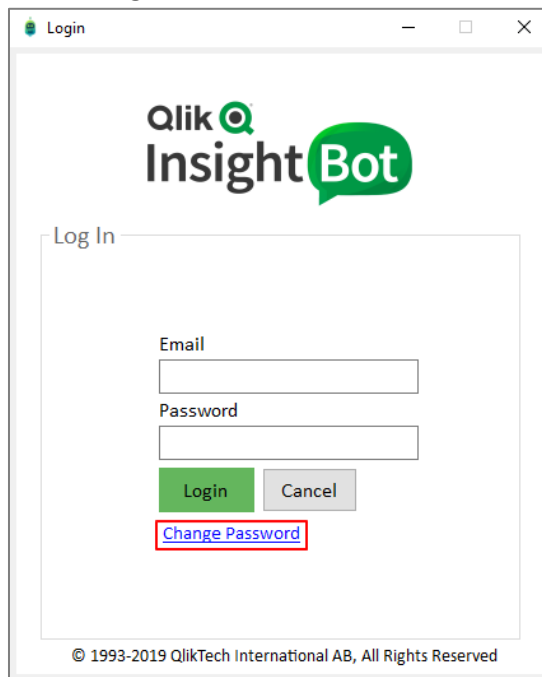 Login
Qlik
Insight Bot
Log In
Email
Password
Login Cancel
Change Password
© 1993-2019 QlikTech International AB, All Rights Reserved